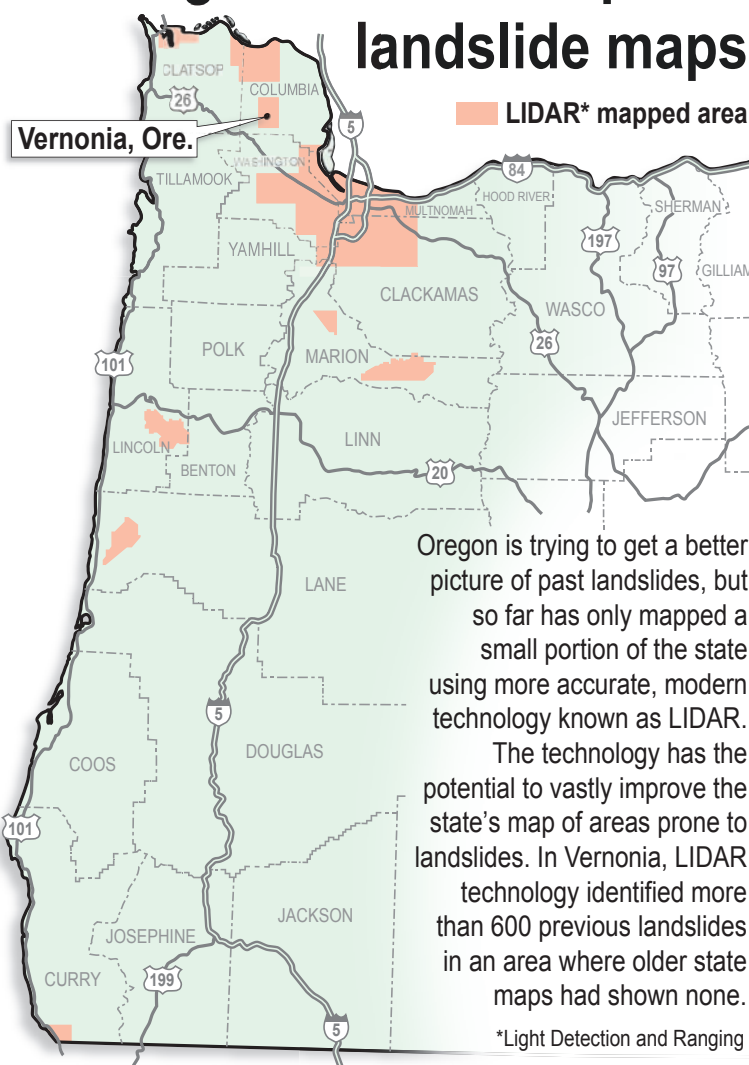 landslide maps
LIDAR* mapped area
Vernonia, Ore.
CLATSOP
COLUMBIA
26
5
WASHINGTON
TILLAMOOK
84
HOOD RIVER
MULTNOMAH
SHERMAN
YAMHILL
197
97
GILLIAM
CLACKAMAS
WASCO
26
POLK
MARION
101
JEFFERSON
LINCOLN
LINN
BENTON
20
LANE
Oregon is trying to get a better
picture of past landslides, but
so far has only mapped a
small portion of the state
using more accurate, modern
technology known as LIDAR.
The technology has the
potential to vastly improve the
state’s map of areas prone to
landslides. In Vernonia, LIDAR
technology identified more
than 600 previous landslides
in an area where older state
maps had shown none.
*Light Detection and Ranging
5
DOUGLAS
COOS
101
JACKSON
JOSEPHINE
CURRY
199
5